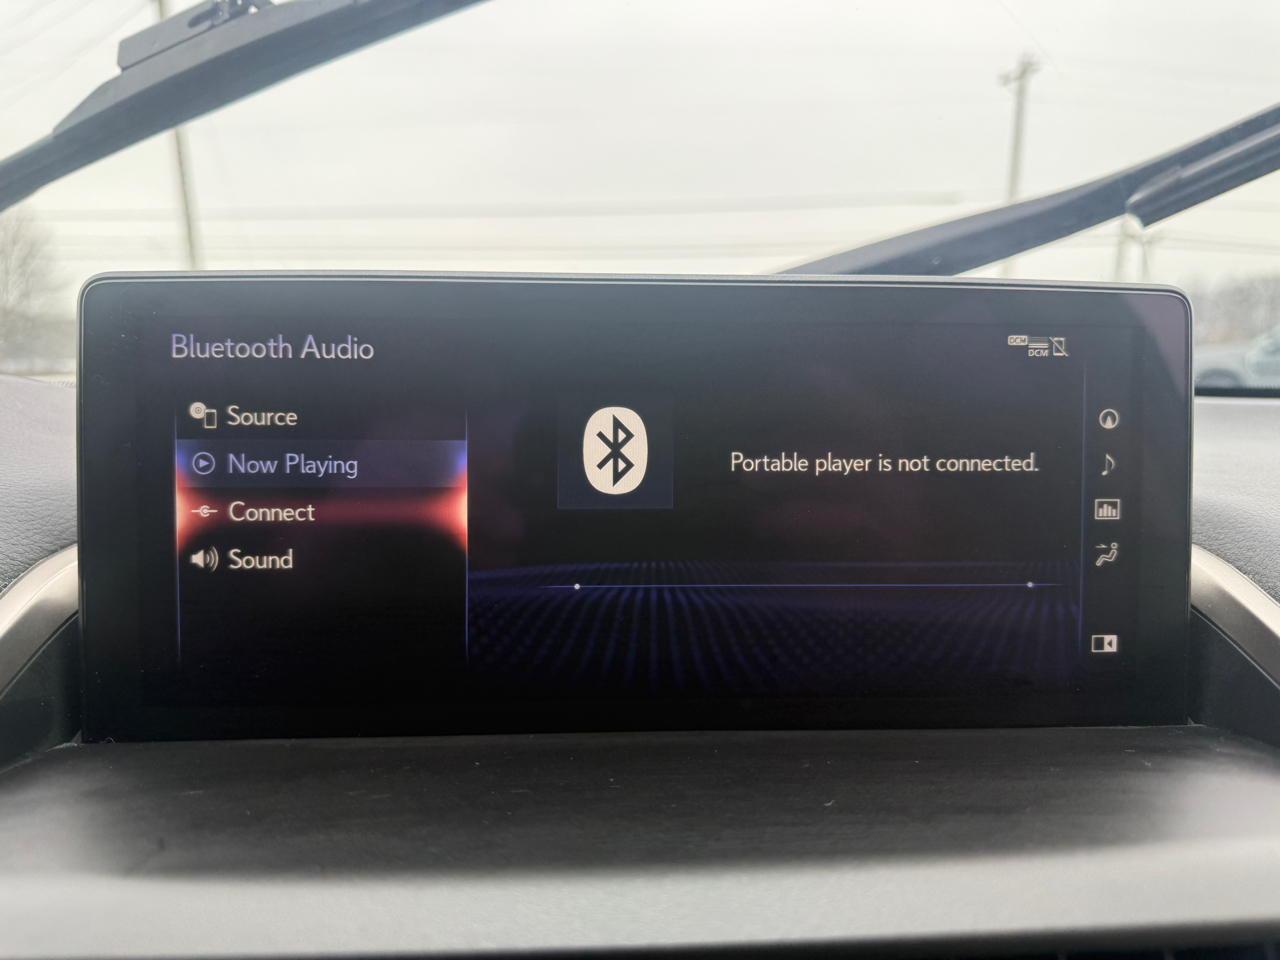 Bluetooth Audio
DCM
DCM
Source
Now Playing
Connect
Sound
Portable player is not connected.